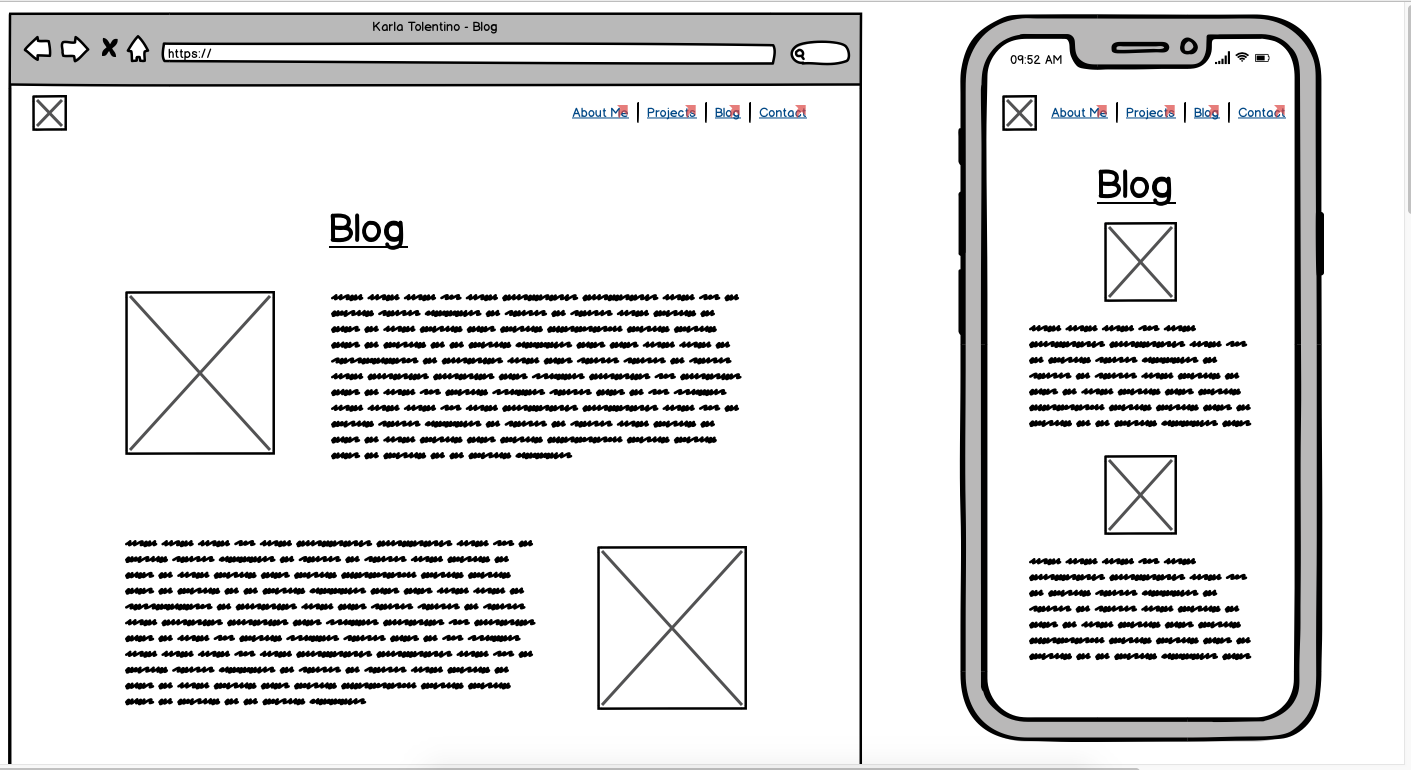 Karla Tolentino - Blog
https://
About Me | Projects | Blog | Contact
Blog
09:52 AM
About Me | Projects | Blog | Contact
Blog